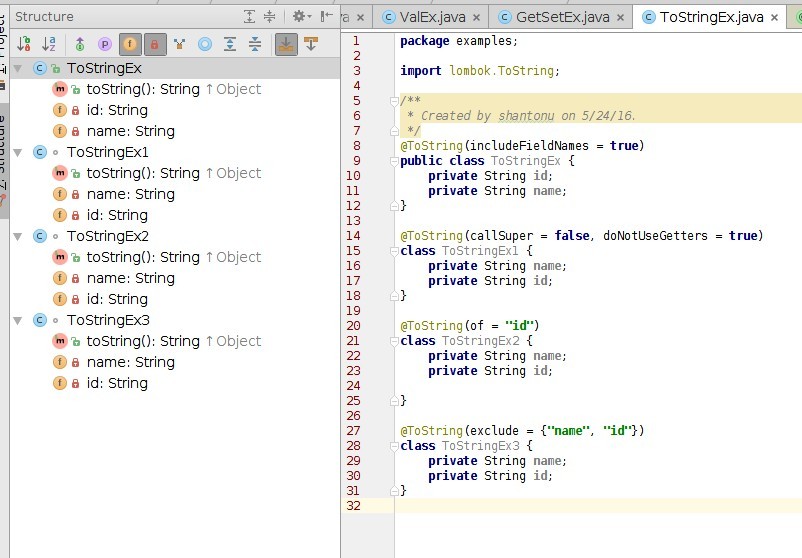 Structure
ToStringEx
m toString(): String ↑Object
f id: String
f name: String
ToStringEx1
m toString(): String ↑Object
f name: String
f id: String
ToStringEx2
m toString(): String ↑Object
f name: String
f id: String
ToStringEx3
m toString(): String ↑Object
f name: String
f id: String
Z: Structure
ValEx.java × GetSetEx.java × ToStringEx.java ×
1 package examples;
2
3 import lombok.ToString;
4
5 /**
6 * Created by shantonu on 5/24/16.
7 */
8 @ToString(includeFieldNames = true)
9 public class ToStringEx {
10 private String id;
11 private String name;
12 }
13
14 @ToString(callSuper = false, doNotUseGetters = true)
15 class ToStringEx1 {
16 private String name;
17 private String id;
18 }
19
20 @ToString(of = "id")
21 class ToStringEx2 {
22 private String name;
23 private String id;
24
25 }
26
27 @ToString(exclude = {"name", "id"})
28 class ToStringEx3 {
29 private String name;
30 private String id;
31 }
32